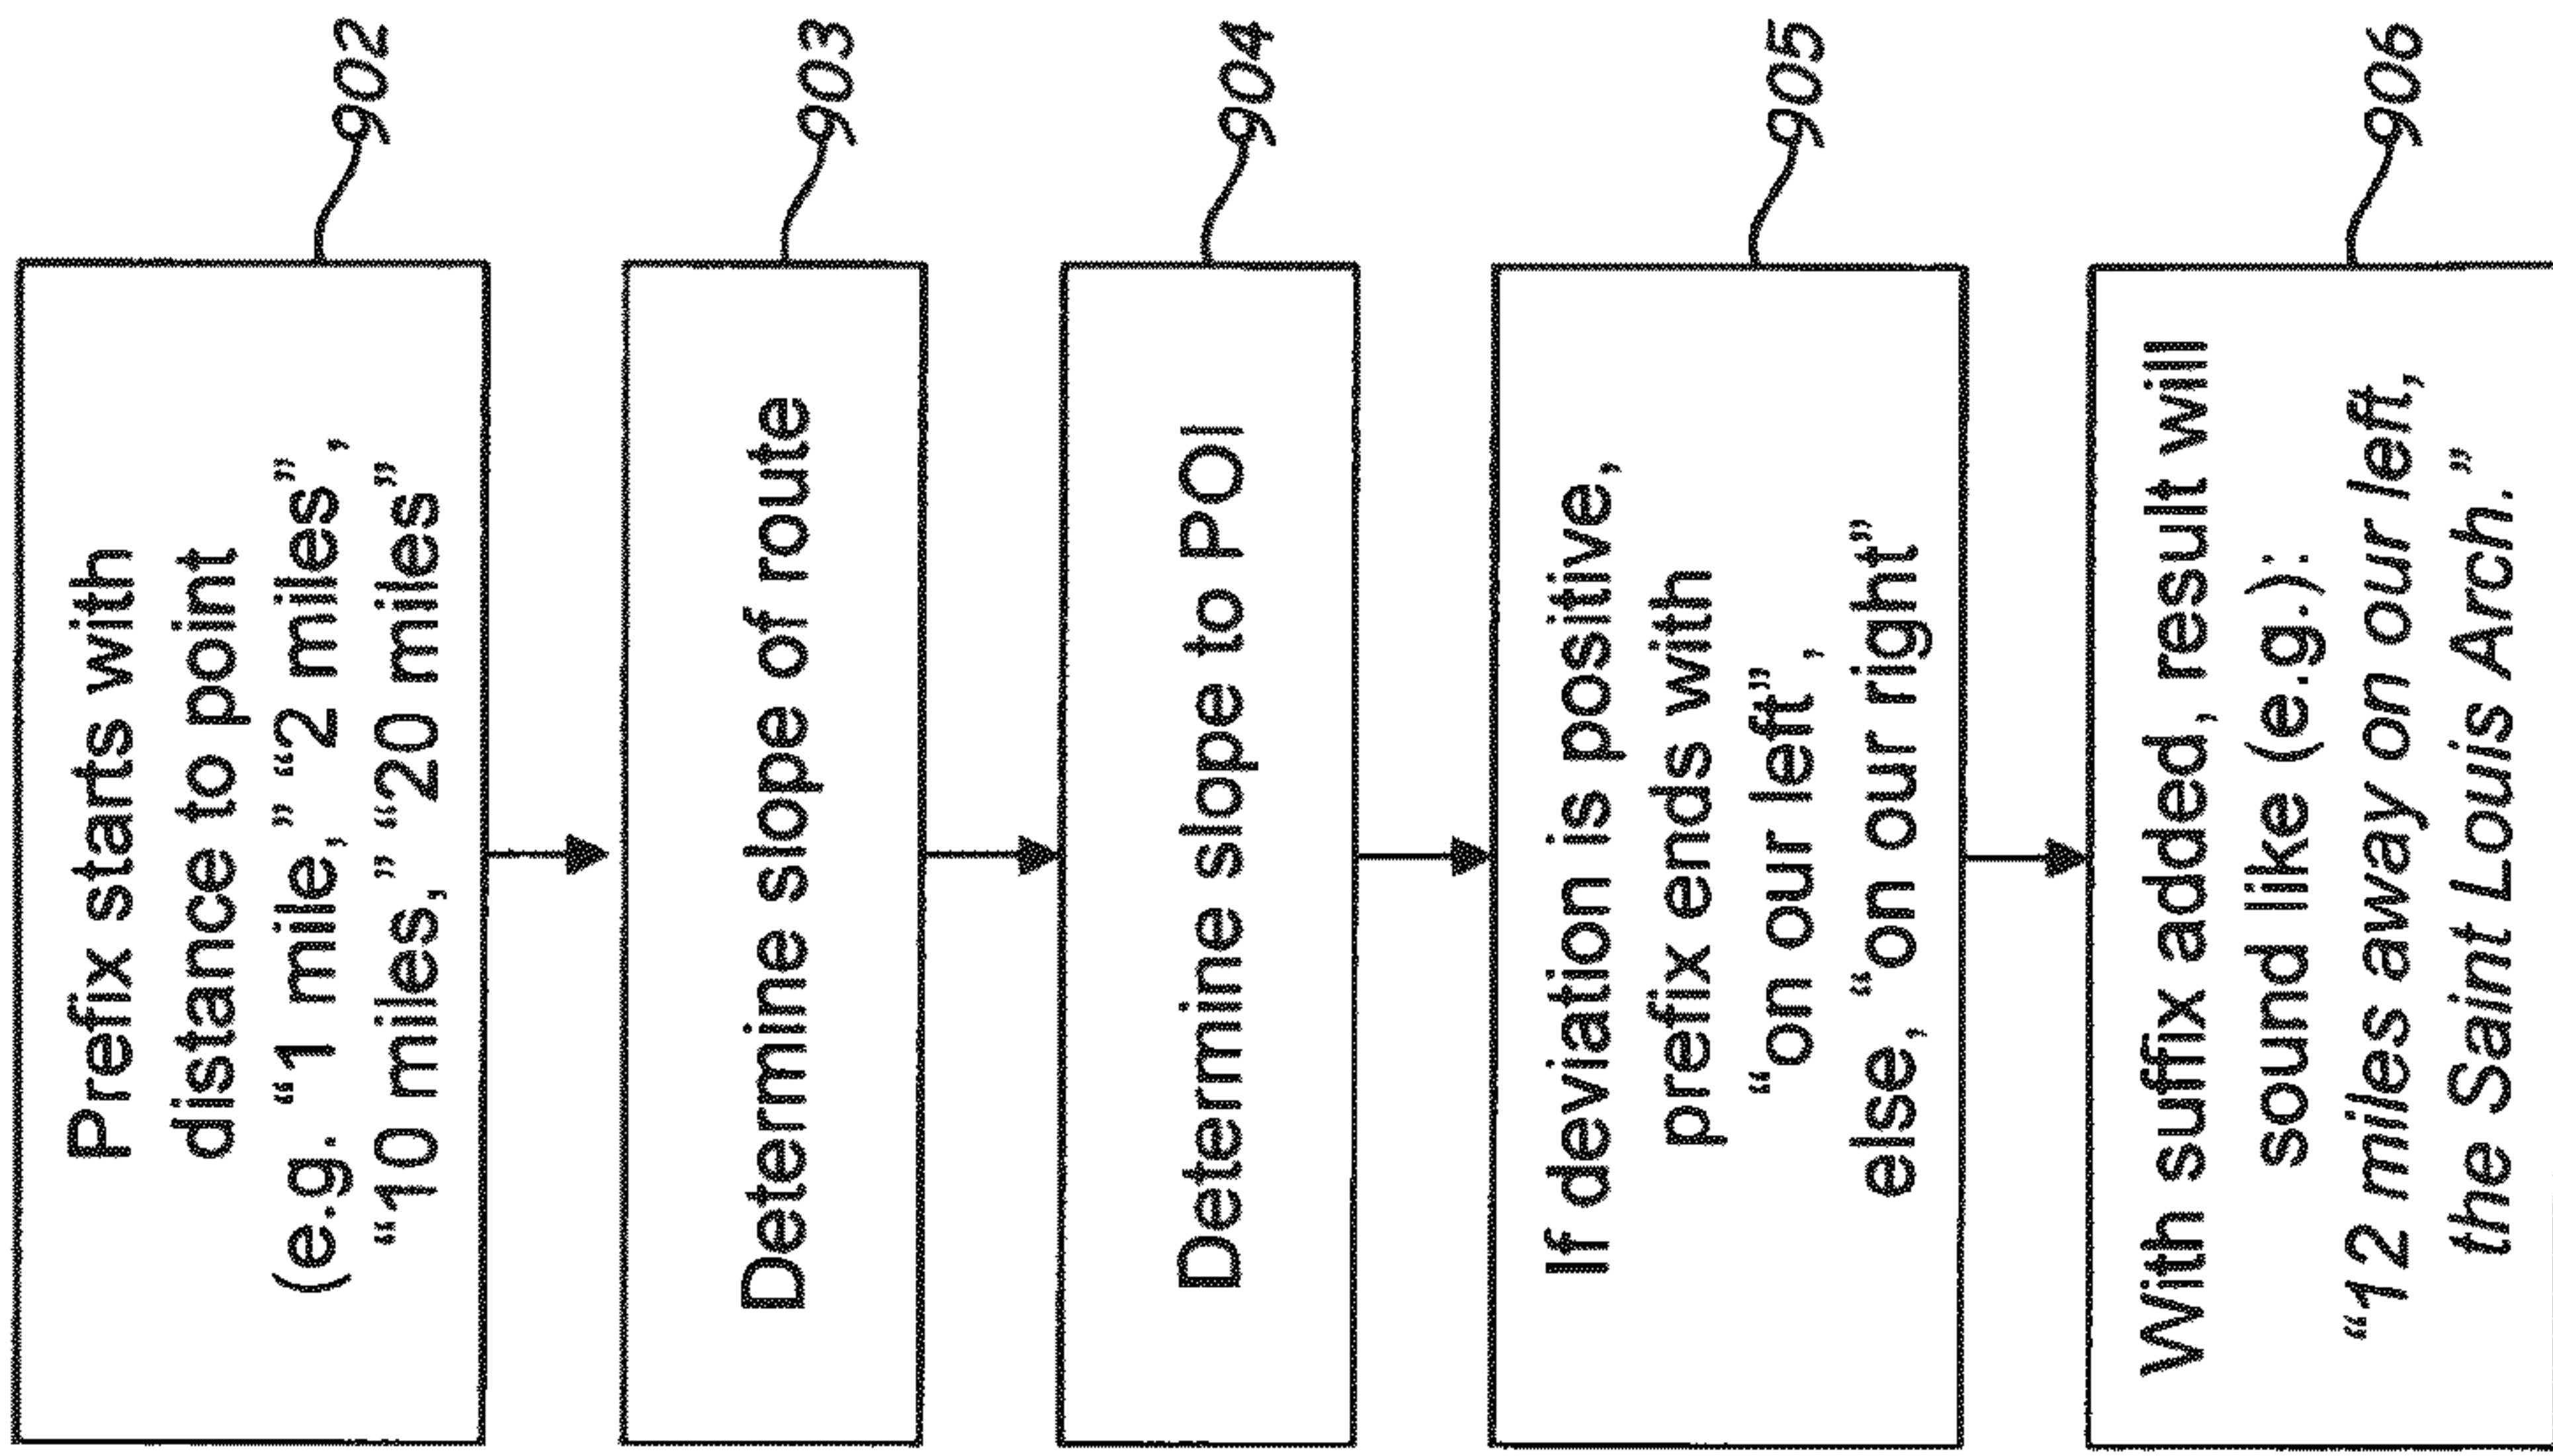 Prefix starts with
distance to point
(e.g. “1 mile,” “2 miles”,
“10 miles,” “20 miles”
902
Determine slope of route
903
Determine slope to POI
904
If deviation is positive,
prefix ends with
“on our left”,
else, “on our right”
905
With suffix added, result will
sound like (e.g.):
“12 miles away on our left,
the Saint Louis Arch.”
906